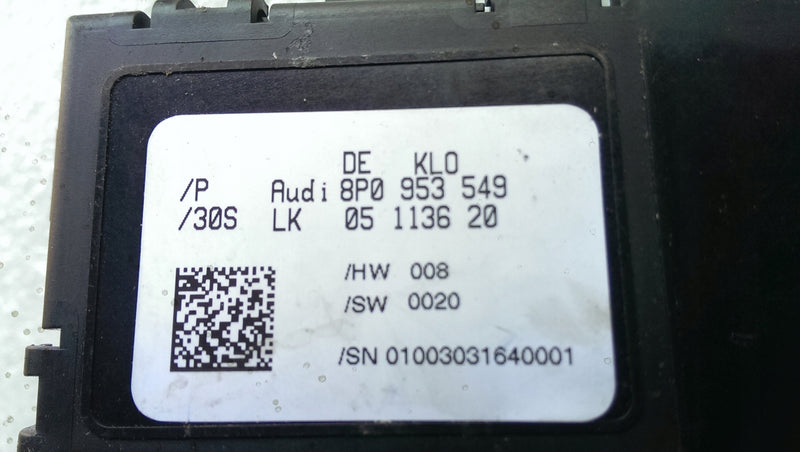 DE KLO
/P Audi 8P0 953 549
/30S LK 05 1136 20
/HW 008
/SW 0020
/SN 01003031640001